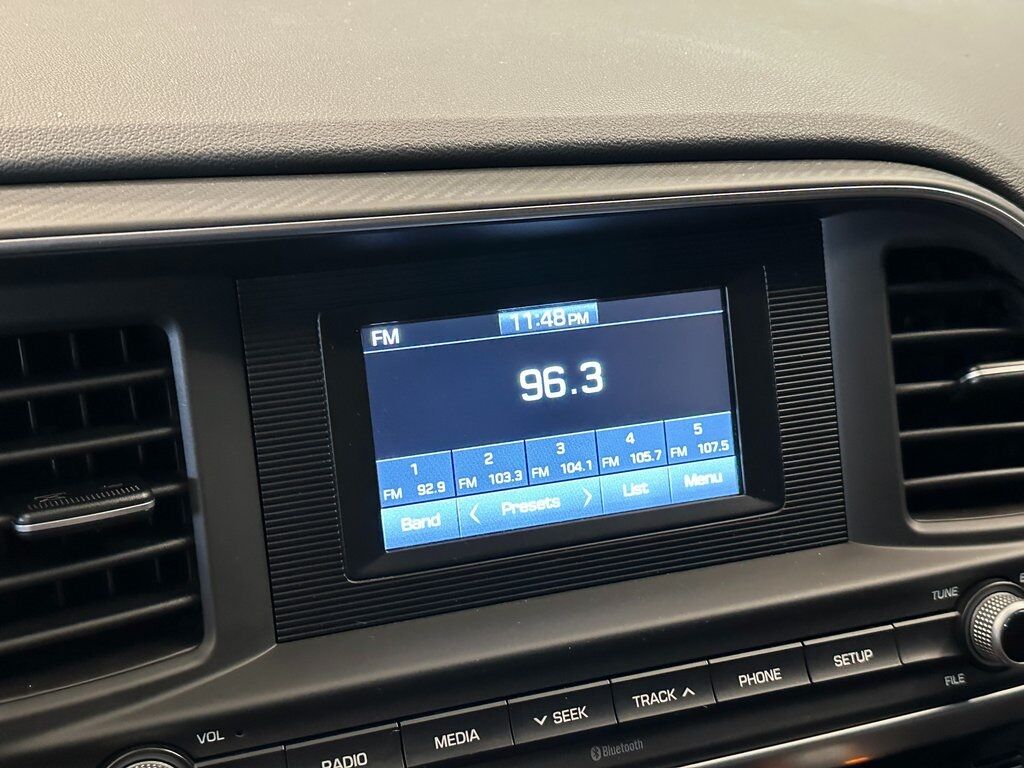 11:48 PM
FM
96.3
1 2 3 4 5
FM 92.9 FM 103.3 FM 104.1 FM 105.7 FM 107.5
Band < Presets > List Menu
TUNE
FILE
VOL
RADIO MEDIA SEEK TRACK PHONE SETUP
Bluetooth